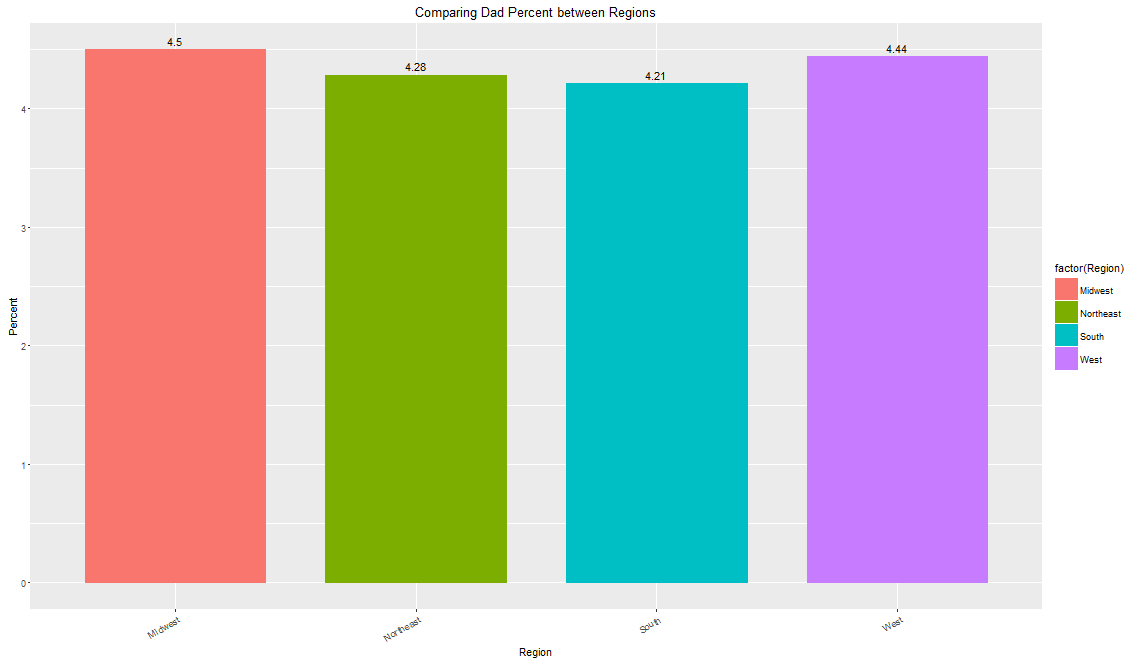 Comparing Dad Percent between Regions
4.5
4.28
4.21
4.44
Percent
4
3
2
1
0
Midwest
Northeast
South
West
Region
factor(Region)
Midwest
Northeast
South
West